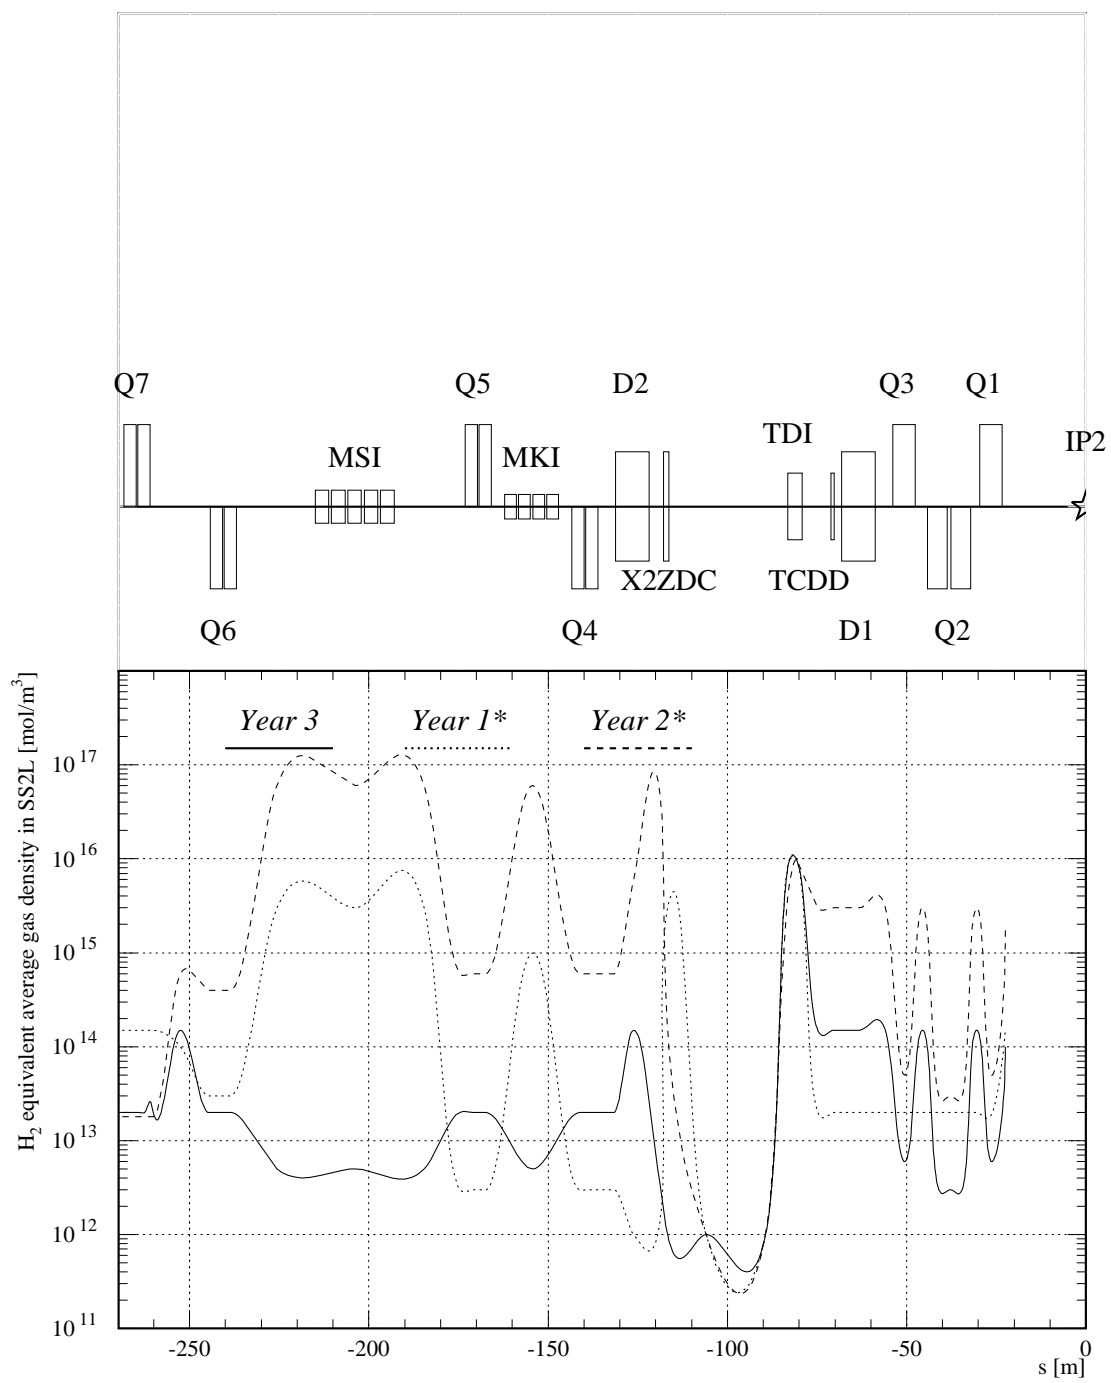 Q7 Q5 D2 Q3 Q1
MSI MKI TDI IP2
X2ZDC TCDD
Q6 Q4 D1 Q2
H2 equivalent average gas density in SS2L [mol/m3]
Year 3 Year 1* Year 2*
10 17
10 16
10 15
10 14
10 13
10 12
10 11
-250 -200 -150 -100 -50 0
s [m]